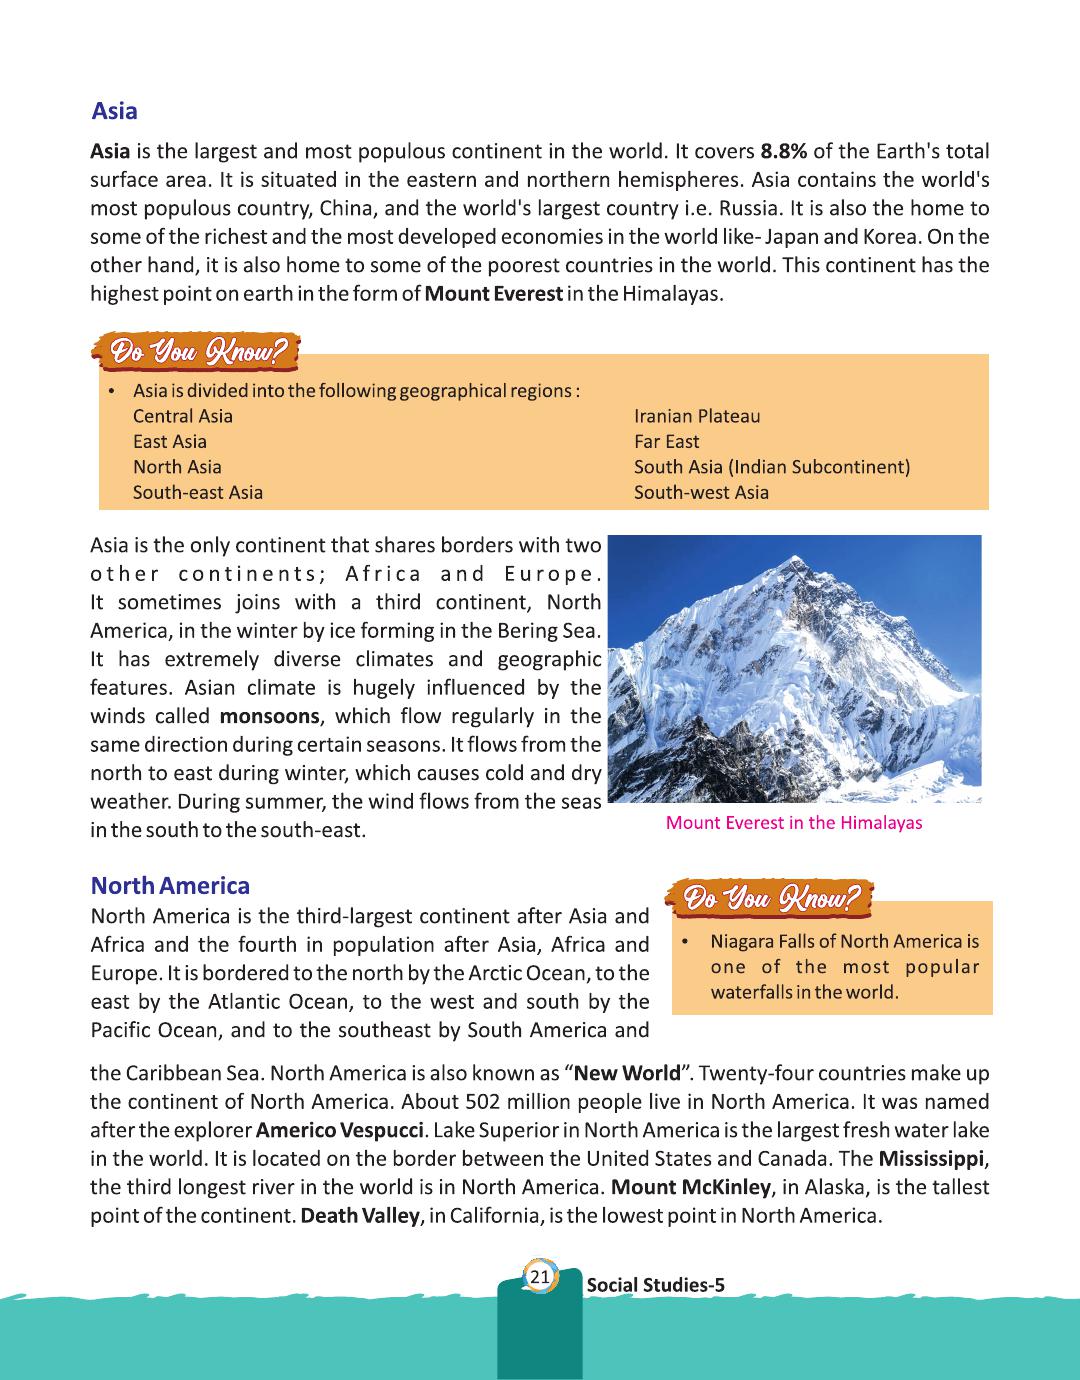 Asia
Asia is the largest and most populous continent in the world. It covers 8.8% of the Earth's total
surface area. It is situated in the eastern and northern hemispheres. Asia contains the world's
most populous country, China, and the world's largest country i.e. Russia. It is also the home to
some of the richest and the most developed economies in the world like- Japan and Korea. On the
other hand, it is also home to some of the poorest countries in the world. This continent has the
highest point on earth in the form of Mount Everest in the Himalayas.
Do You Know?
• Asia is divided into the following geographical regions :
Central Asia Iranian Plateau
East Asia Far East
North Asia South Asia (Indian Subcontinent)
South-east Asia South-west Asia
Asia is the only continent that shares borders with two
other continents; Africa and Europe.
It sometimes joins with a third continent, North
America, in the winter by ice forming in the Bering Sea.
It has extremely diverse climates and geographic
features. Asian climate is hugely influenced by the
winds called monsoons, which flow regularly in the
same direction during certain seasons. It flows from the
north to east during winter, which causes cold and dry
weather. During summer, the wind flows from the seas
in the south to the south-east.
Mount Everest in the Himalayas
North America
North America is the third-largest continent after Asia and
Africa and the fourth in population after Asia, Africa and
Europe. It is bordered to the north by the Arctic Ocean, to the
east by the Atlantic Ocean, to the west and south by the
Pacific Ocean, and to the southeast by South America and
Do You Know?
• Niagara Falls of North America is
one of the most popular
waterfalls in the world.
the Caribbean Sea. North America is also known as “New World”. Twenty-four countries make up
the continent of North America. About 502 million people live in North America. It was named
after the explorer Americo Vespucci. Lake Superior in North America is the largest fresh water lake
in the world. It is located on the border between the United States and Canada. The Mississippi,
the third longest river in the world is in North America. Mount McKinley, in Alaska, is the tallest
point of the continent. Death Valley, in California, is the lowest point in North America.
21
Social Studies-5